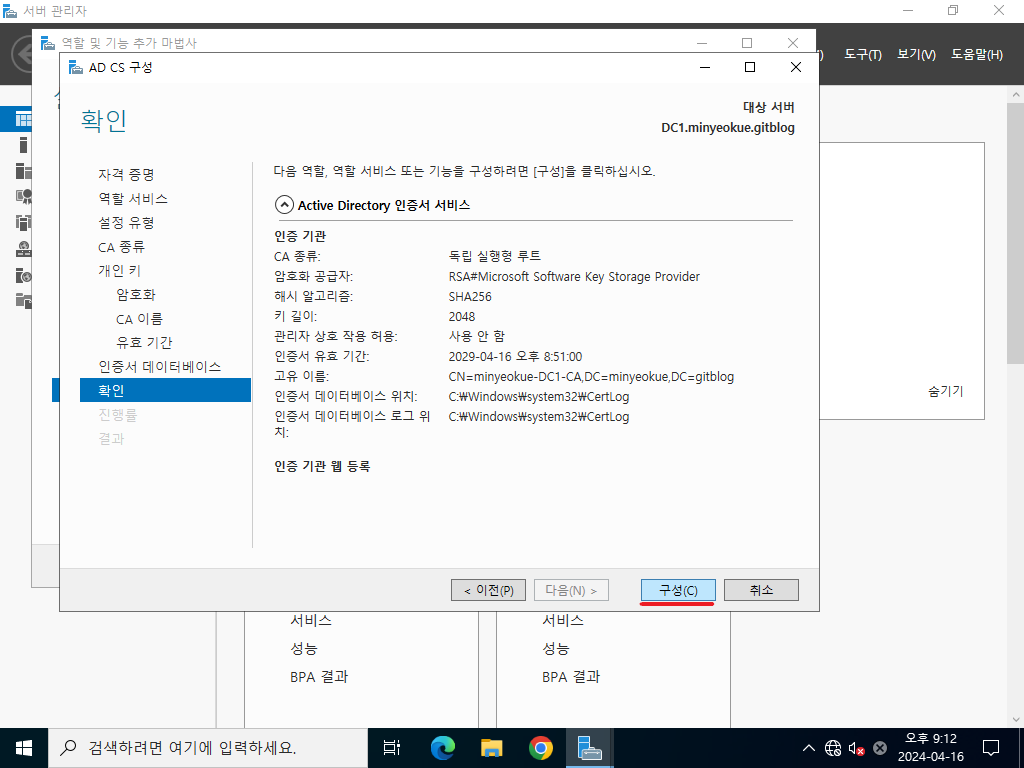 서버 관리자
역할 및 기능 추가 마법사
도구(T) 보기(V) 도움말(H)
AD CS 구성
확인
대상 서버
DC1.minyeokue.gitblog
자격 증명
역할 서비스
설정 유형
CA 종류
개인 키
암호화
CA 이름
유효 기간
인증서 데이터베이스
확인
진행률
결과
다음 역할, 역할 서비스 또는 기능을 구성하려면 [구성]을 클릭하십시오.
Active Directory 인증서 서비스
인증 기관
CA 종류: 독립 실행형 루트
암호화 공급자: RSA#Microsoft Software Key Storage Provider
해시 알고리즘: SHA256
키 길이: 2048
관리자 상호 작용 허용: 사용 안 함
인증서 유효 기간: 2029-04-16 오후 8:51:00
고유 이름: CN=minyeokue-DC1-CA,DC=minyeokue,DC=gitblog
인증서 데이터베이스 위치: C:₩Windows₩system32₩CertLog
인증서 데이터베이스 로그 위 C:₩Windows₩system32₩CertLog
치:
인증 기관 웹 등록
숨기기
< 이전(P) 다음(N) > 구성(C) 취소
서비스 서비스
성능 성능
BPA 결과 BPA 결과
검색하려면 여기에 입력하세요.
오후 9:12
2024-04-16